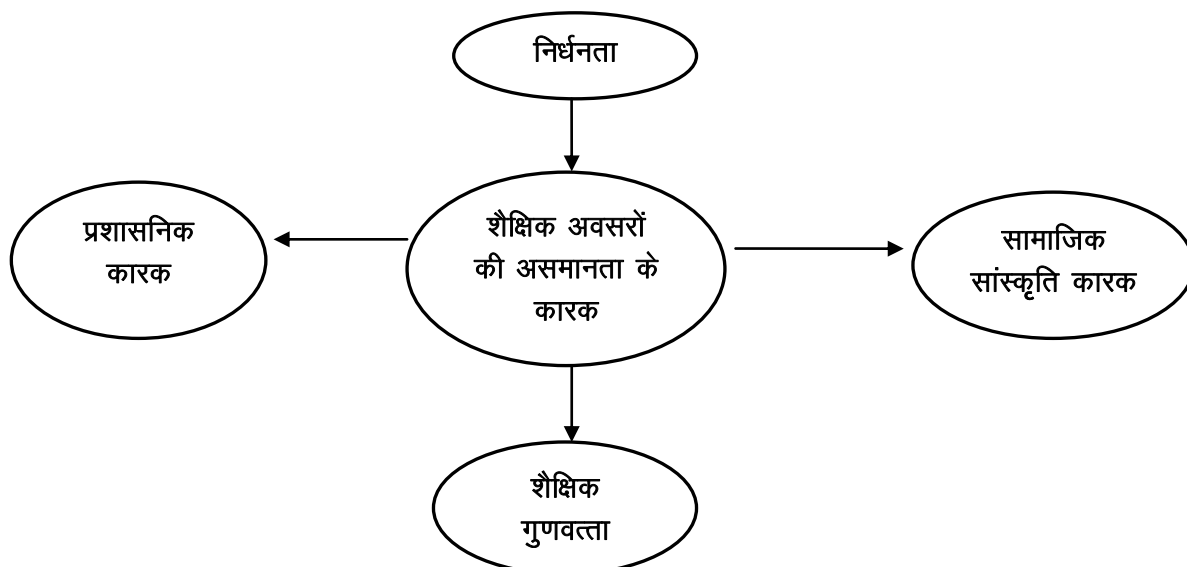 निर्धनता
प्रशासनिक
कारक
शैक्षिक अवसरों
की असमानता के
कारक
सामाजिक
सांस्कृति कारक
शैक्षिक
गुणवत्ता